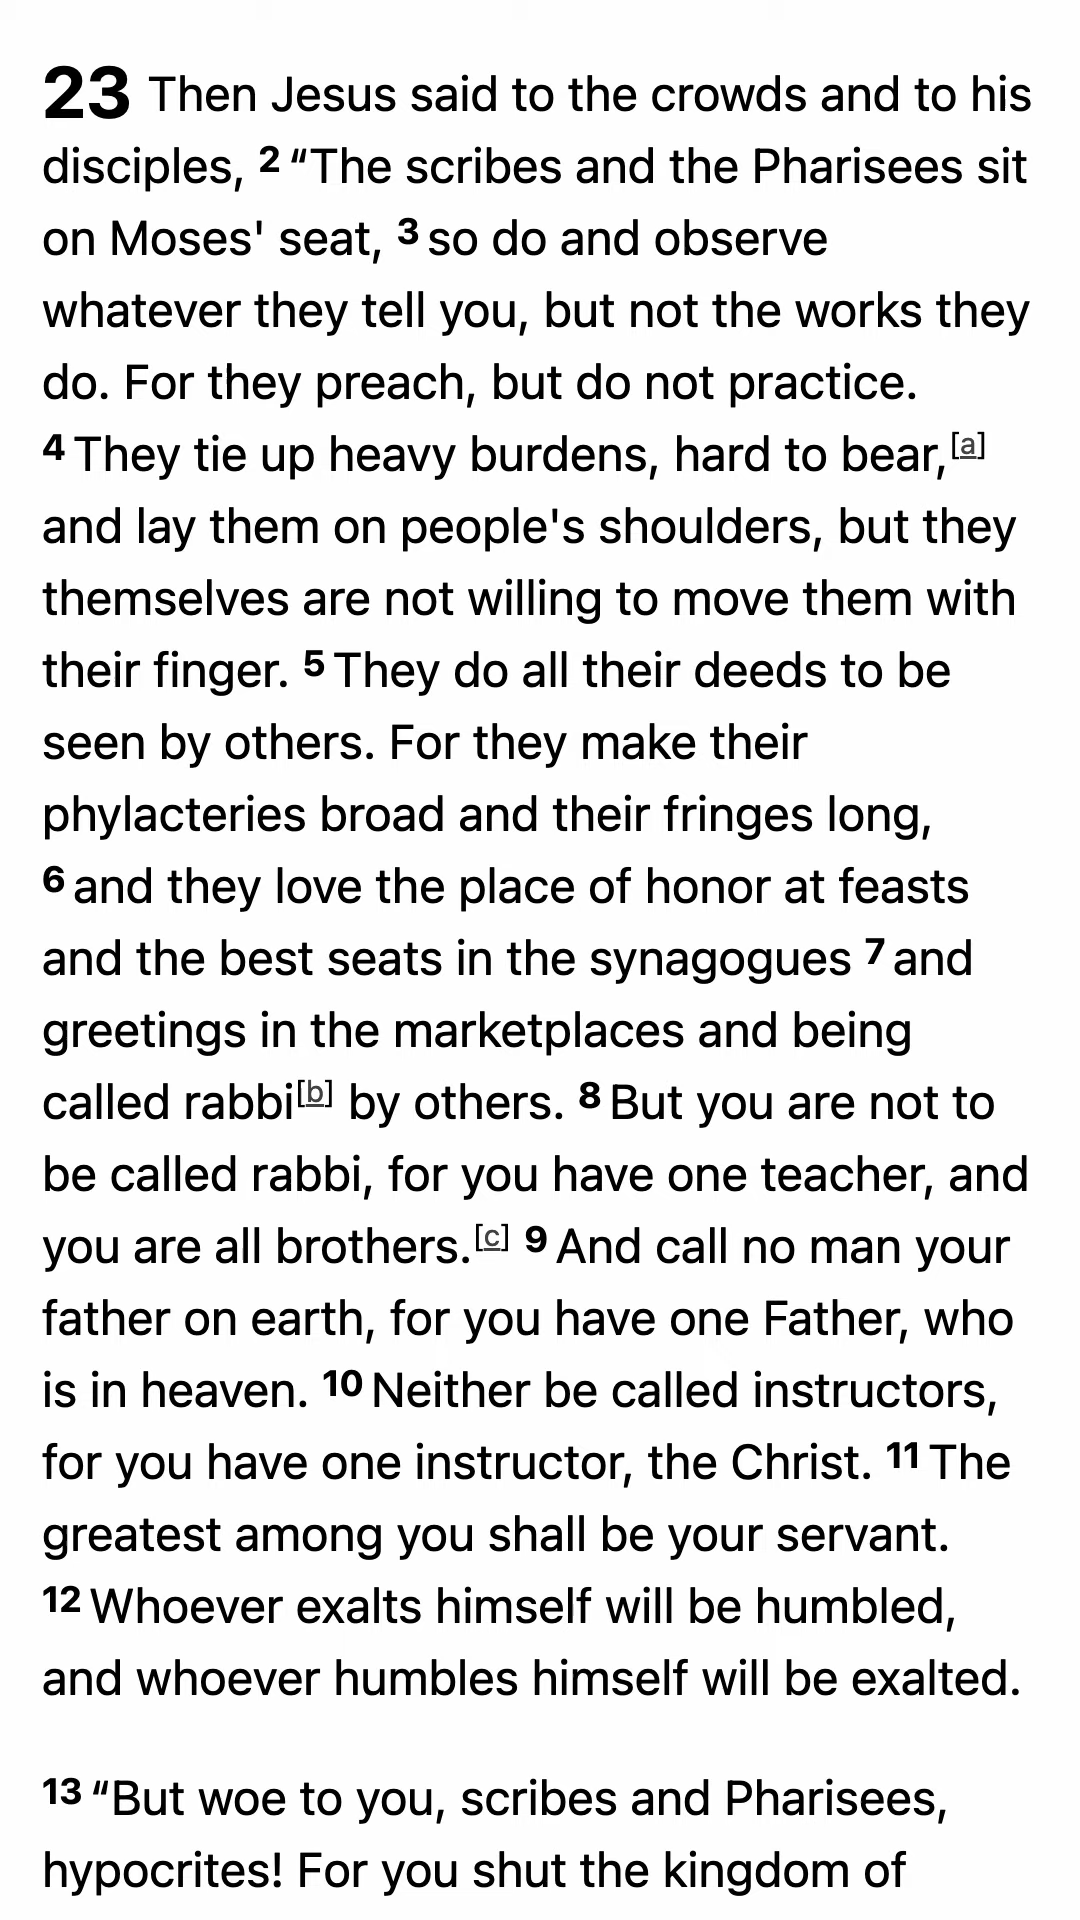 23 Then Jesus said to the crowds and to his
disciples, 2 “The scribes and the Pharisees sit
on Moses' seat, 3 so do and observe
whatever they tell you, but not the works they
do. For they preach, but do not practice.
4 They tie up heavy burdens, hard to bear,[a]
and lay them on people's shoulders, but they
themselves are not willing to move them with
their finger. 5 They do all their deeds to be
seen by others. For they make their
phylacteries broad and their fringes long,
6 and they love the place of honor at feasts
and the best seats in the synagogues 7 and
greetings in the marketplaces and being
called rabbi[b] by others. 8 But you are not to
be called rabbi, for you have one teacher, and
you are all brothers.[c] 9 And call no man your
father on earth, for you have one Father, who
is in heaven. 10 Neither be called instructors,
for you have one instructor, the Christ. 11 The
greatest among you shall be your servant.
12 Whoever exalts himself will be humbled,
and whoever humbles himself will be exalted.
13 “But woe to you, scribes and Pharisees,
hypocrites! For you shut the kingdom of